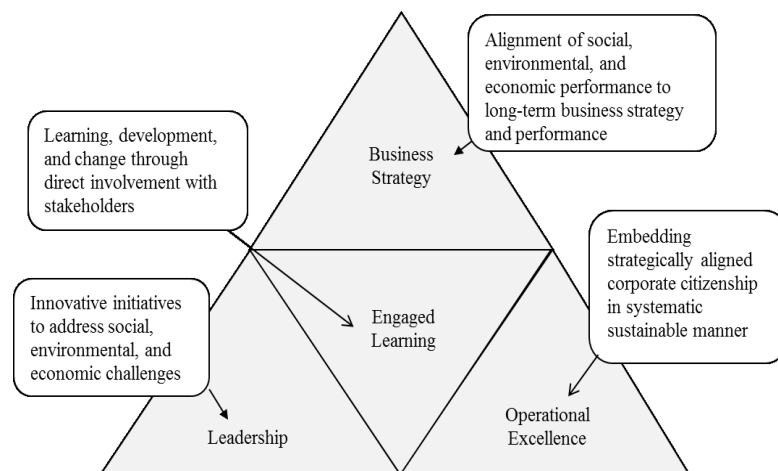 Alignment of social,
environmental, and
economic performance to
long-term business strategy
and performance
Learning, development,
and change through
direct involvement with
stakeholders
Business
Strategy
Embedding
strategically aligned
corporate citizenship
in systematic
sustainable manner
Innovative initiatives
to address social,
environmental, and
economic challenges
Engaged
Learning
Leadership
Operational
Excellence